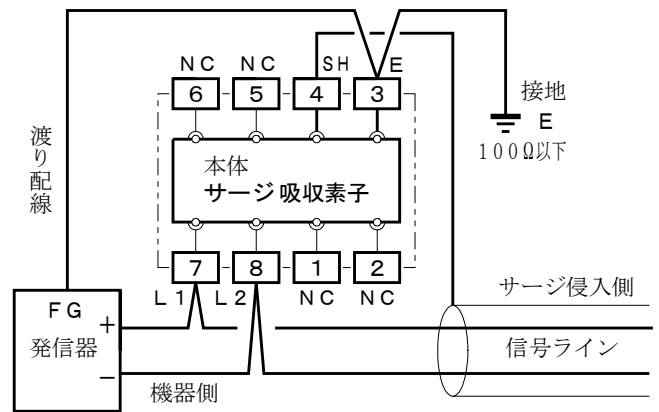 NC NC SH E
6 5 4 3
接地
E
100Ω以下
渡り配線
本体
サージ吸収素子
7 8 1 2
L1 L2 NC NC
サージ侵入側
FG
+
発信器
信号ライン
−
機器側